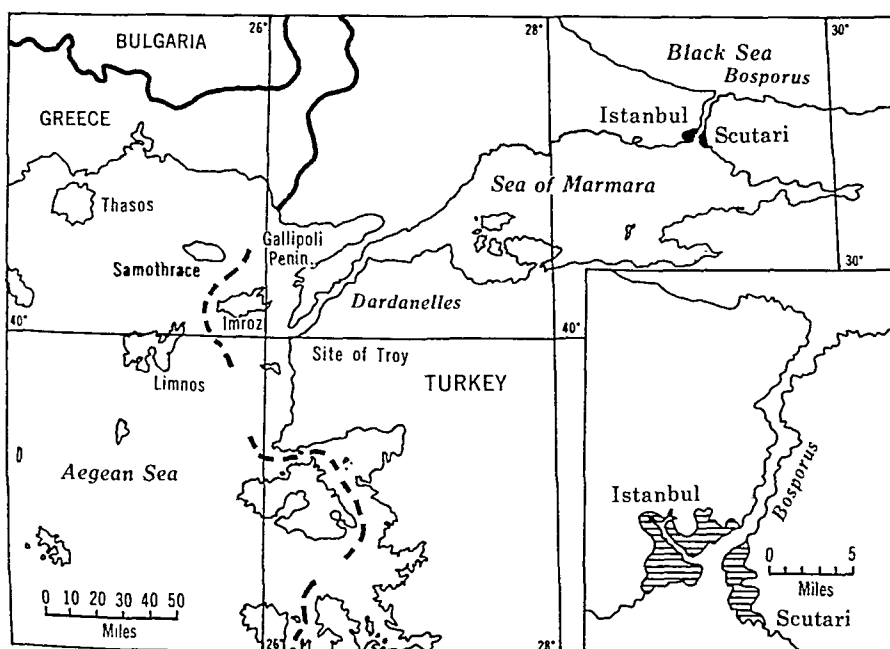 26°
28°
30°
BULGARIA
Black Sea
Bosporus
GREECE
Istanbul
Scutari
Thasos
Sea of Marmara
Gallipoli
Penin.
Samothrace
30°
Dardanelles
Imroz
40°
40°
Site of Troy
Limnos
TURKEY
Aegean Sea
Bosporus
Istanbul
0 5
Miles
0 10 20 30 40 50
Miles
Scutari
26°
28°